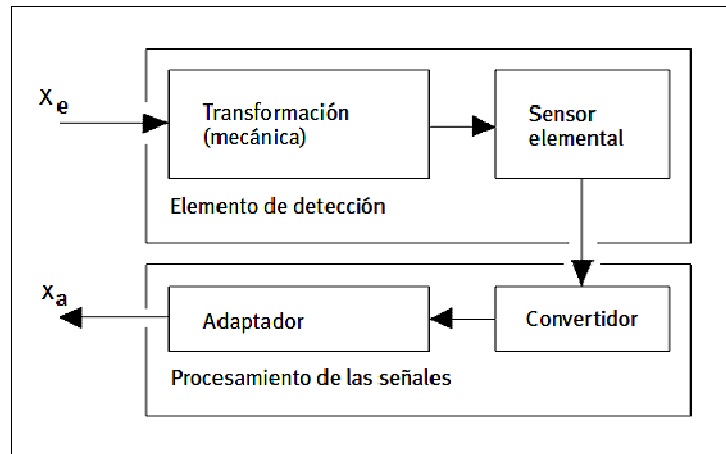 Xe
Transformación
(mecánica)
Sensor
elemental
Elemento de detección
xa
Adaptador
Convertidor
Procesamiento de las señales